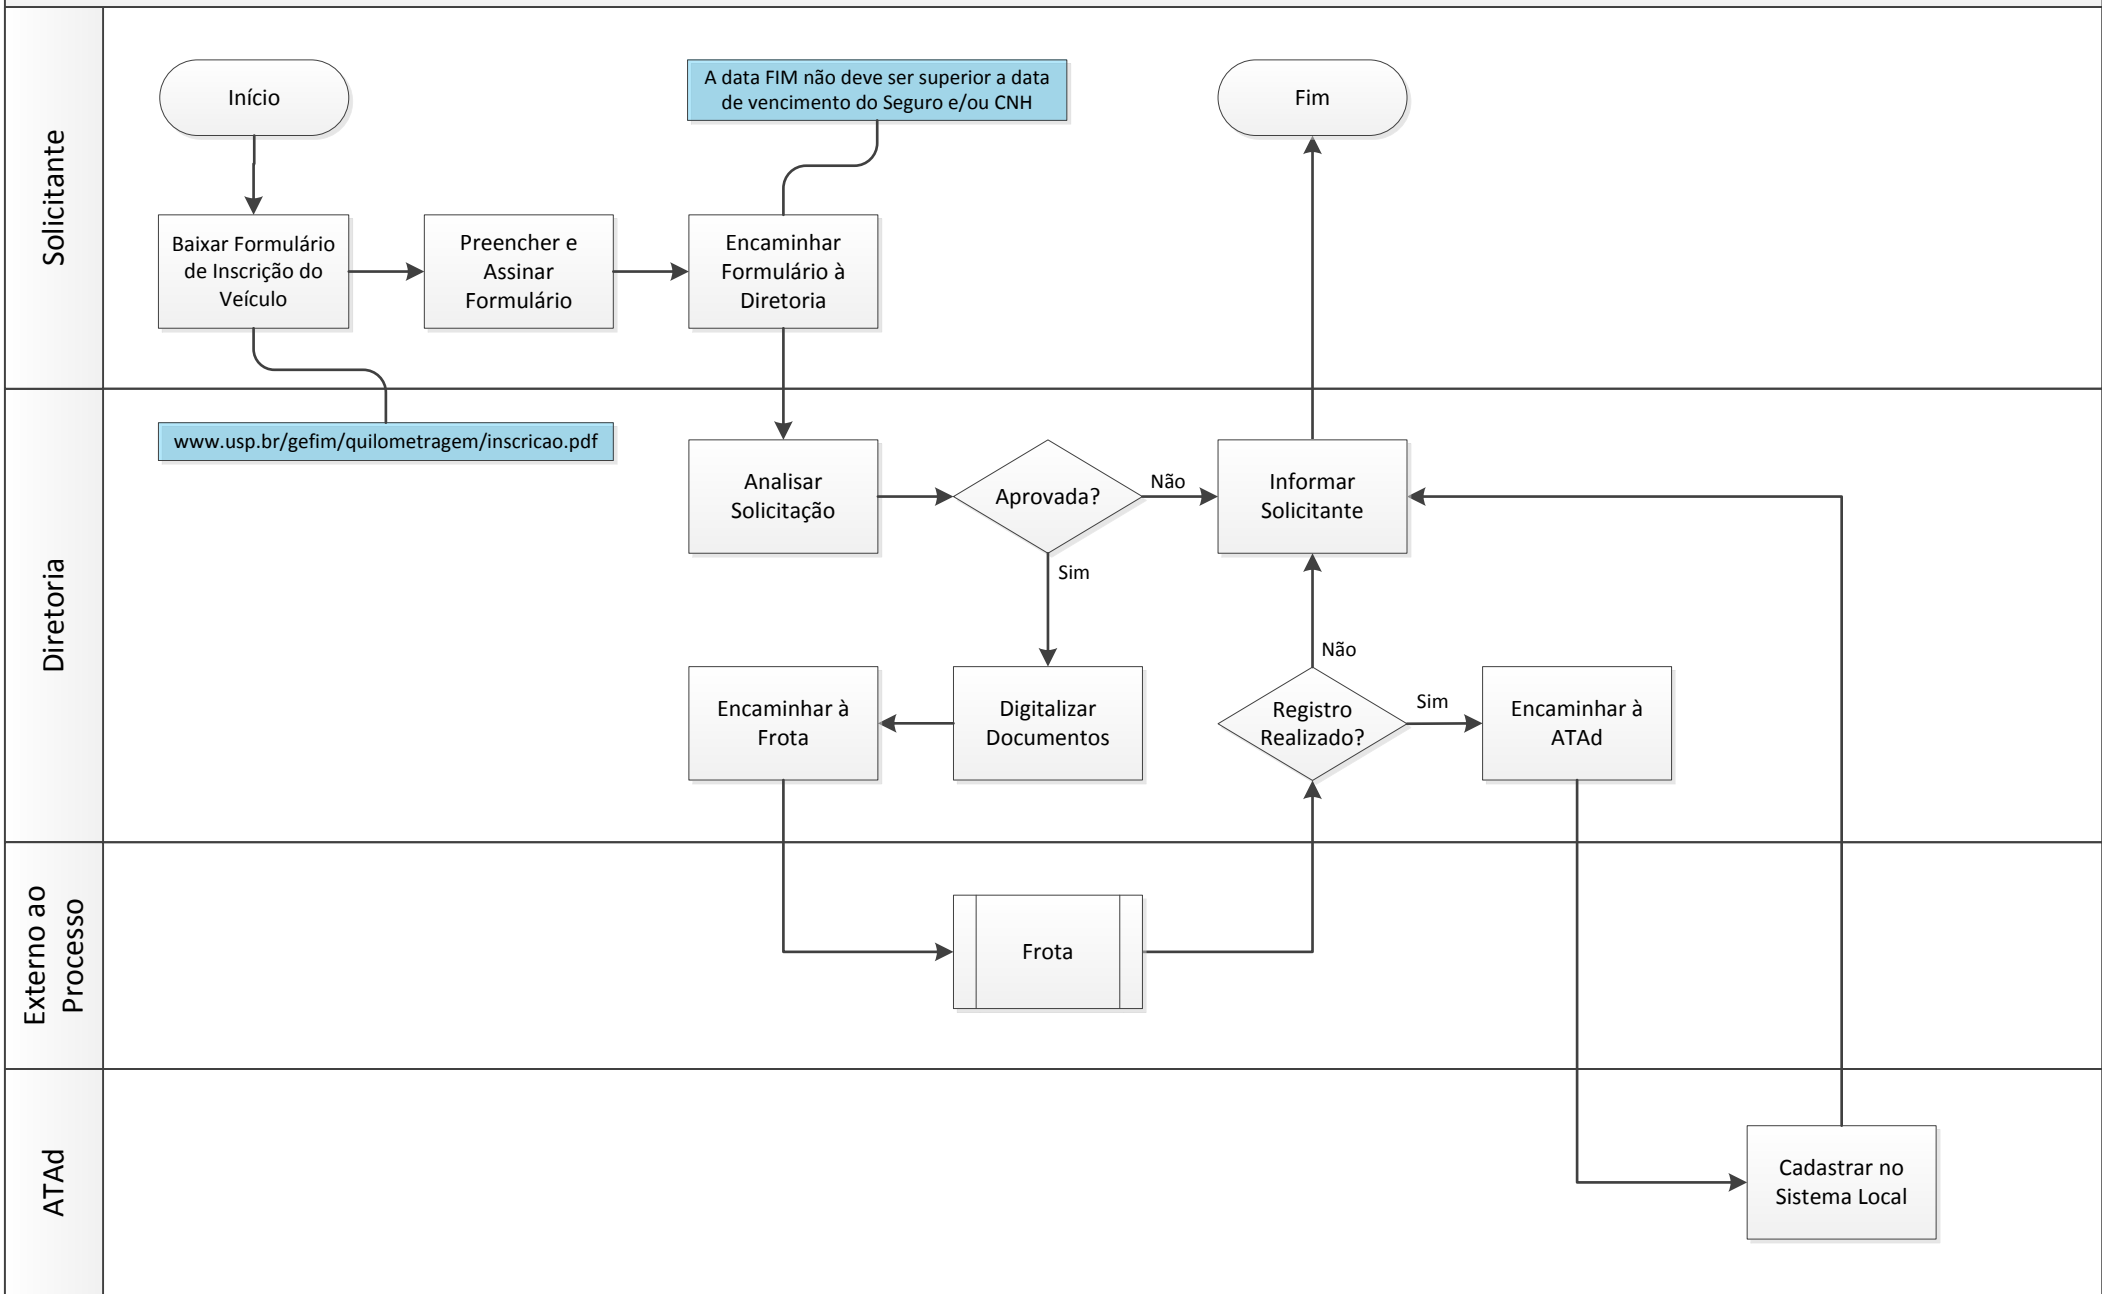 Solicitante
Início
A data FIM não deve ser superior a data
de vencimento do Seguro e/ou CNH
Fim
Baixar Formulário
de Inscrição do
Veículo
Preencher e
Assinar
Formulário
Encaminhar
Formulário à
Diretoria
Diretoria
www.usp.br/gefim/quilometragem/inscricao.pdf
Analisar
Solicitação
Aprovada?
Não
Informar
Solicitante
Sim
Encaminhar à
Frota
Digitalizar
Documentos
Não
Registro
Realizado?
Sim
Encaminhar à
ATAd
Externo ao
Processo
Frota
ATAd
Cadastrar no
Sistema Local